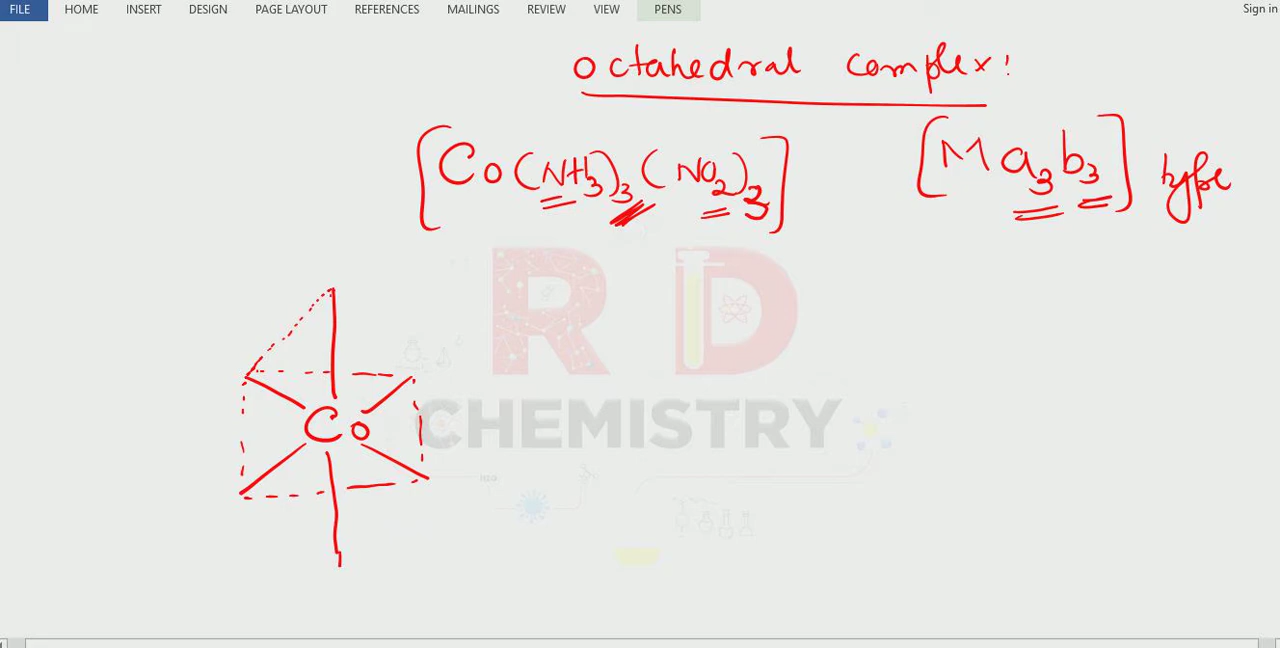 FILE HOME INSERT DESIGN PAGE LAYOUT REFERENCES MAILINGS REVIEW VIEW PENS Sign in
Octahedral complex:
[Co(NH3)3(NO2)3] [Ma3b3] type
RD
CHEMISTRY
Co